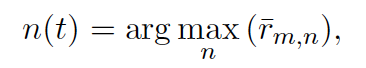 n(t) = arg max_n (r̄_{m,n}),